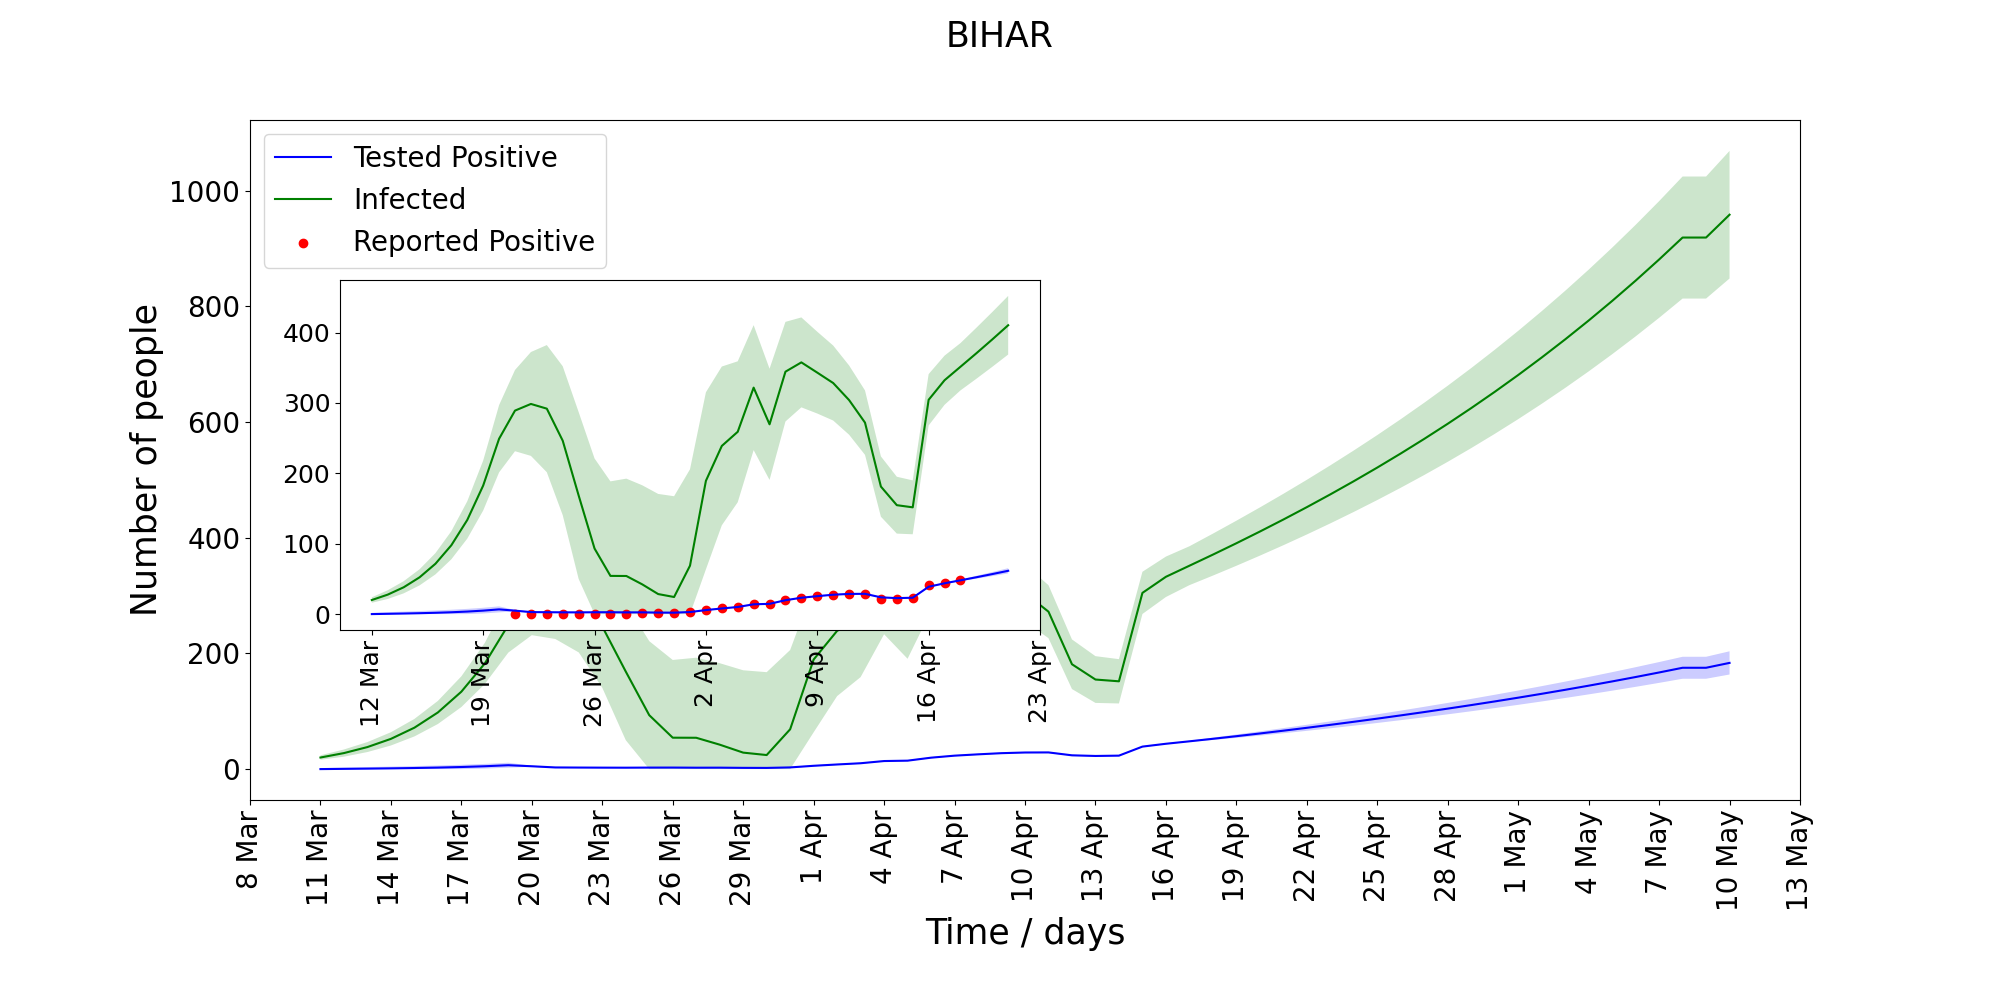 BIHAR
Tested Positive
Infected
Reported Positive
Number of people
1000
800
600
400
200
0
400
300
200
100
0
12 Mar
19 Mar
26 Mar
2 Apr
9 Apr
16 Apr
23 Apr
8 Mar
11 Mar
14 Mar
17 Mar
20 Mar
23 Mar
26 Mar
29 Mar
1 Apr
4 Apr
7 Apr
10 Apr
13 Apr
16 Apr
19 Apr
22 Apr
25 Apr
28 Apr
1 May
4 May
7 May
10 May
13 May
Time / days